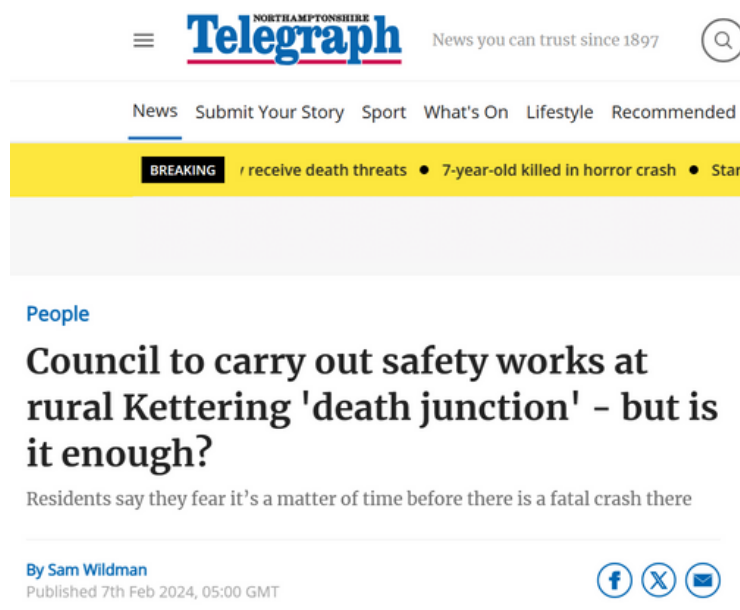 NORTHAMPTONSHIRE
Telegraph
News you can trust since 1897
News Submit Your Story Sport What's On Lifestyle Recommended
BREAKING receive death threats ● 7-year-old killed in horror crash ●
People
Council to carry out safety works at
rural Kettering 'death junction' - but is
it enough?
Residents say they fear it’s a matter of time before there is a fatal crash there
By Sam Wildman
Published 7th Feb 2024, 05:00 GMT